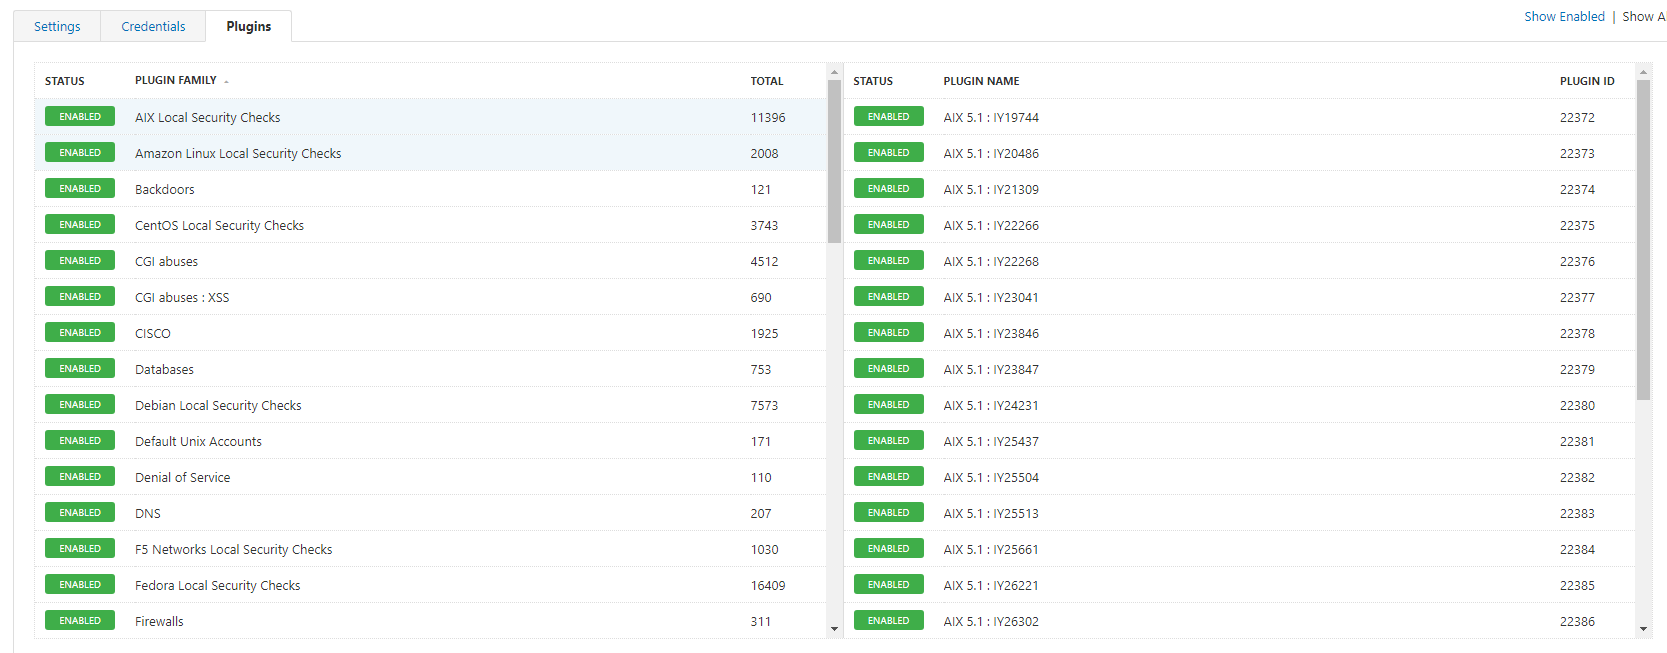 Settings Credentials Plugins Show Enabled | Show Al
STATUS PLUGIN FAMILY TOTAL STATUS PLUGIN NAME PLUGIN ID
ENABLED AIX Local Security Checks 11396 ENABLED AIX 5.1 : IY19744 22372
ENABLED Amazon Linux Local Security Checks 2008 ENABLED AIX 5.1 : IY20486 22373
ENABLED Backdoors 121 ENABLED AIX 5.1 : IY21309 22374
ENABLED CentOS Local Security Checks 3743 ENABLED AIX 5.1 : IY22266 22375
ENABLED CGI abuses 4512 ENABLED AIX 5.1 : IY22268 22376
ENABLED CGI abuses : XSS 690 ENABLED AIX 5.1 : IY23041 22377
ENABLED CISCO 1925 ENABLED AIX 5.1 : IY23846 22378
ENABLED Databases 753 ENABLED AIX 5.1 : IY23847 22379
ENABLED Debian Local Security Checks 7573 ENABLED AIX 5.1 : IY24231 22380
ENABLED Default Unix Accounts 171 ENABLED AIX 5.1 : IY25437 22381
ENABLED Denial of Service 110 ENABLED AIX 5.1 : IY25504 22382
ENABLED DNS 207 ENABLED AIX 5.1 : IY25513 22383
ENABLED F5 Networks Local Security Checks 1030 ENABLED AIX 5.1 : IY25661 22384
ENABLED Fedora Local Security Checks 16409 ENABLED AIX 5.1 : IY26221 22385
ENABLED Firewalls 311 ENABLED AIX 5.1 : IY26302 22386